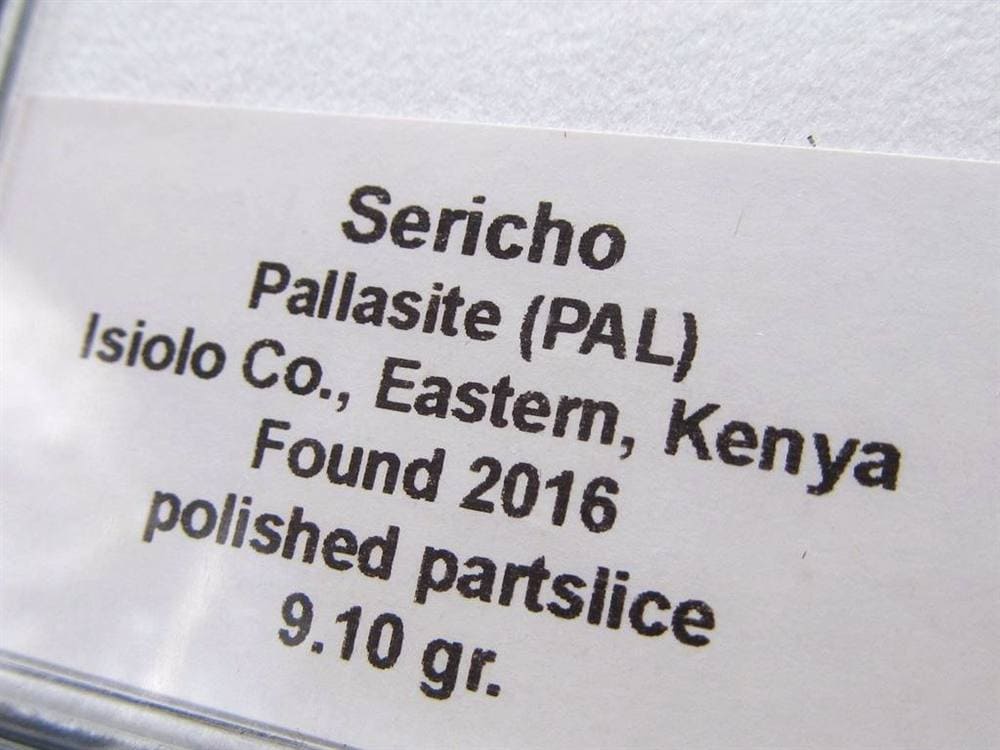 Sericho
Pallasite (PAL)
Isiolo Co., Eastern, Kenya
Found 2016
polished partslice
9.10 gr.